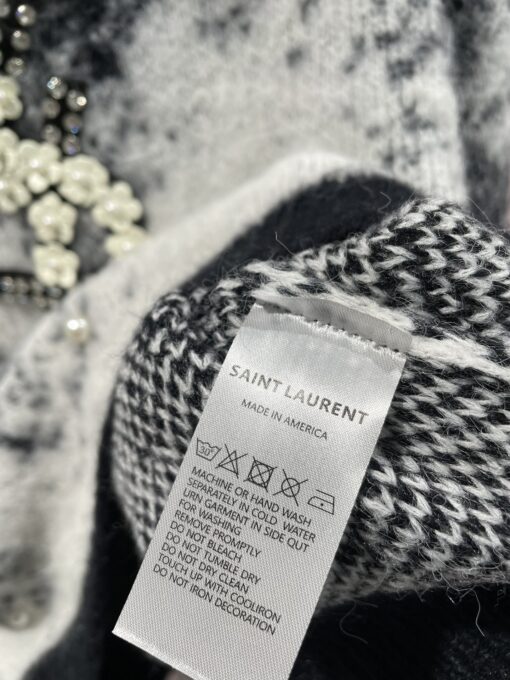 SAINT LAURENT
MADE IN AMERICA
30°
MACHINE OR HAND WASH
SEPARATELY IN COLD WATER
URN GARMENT IN SIDE QUT
FOR WASHING
REMOVE PROMPTLY
DO NOT BLEACH
DO NOT TUMBLE DRY
DO NOT DRY CLEAN
TOUCH UP WITH COOLIRON
DO NOT IRON DECORATION